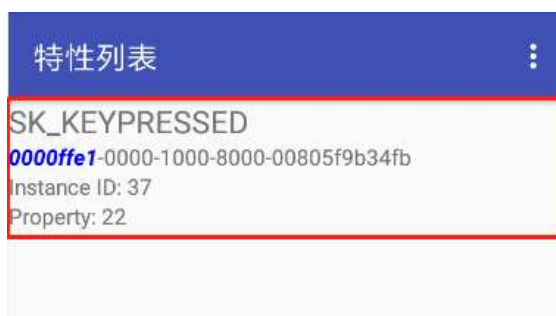 特性列表
SK_KEYPRESSED
0000ffe1-0000-1000-8000-00805f9b34fb
Instance ID: 37
Property: 22